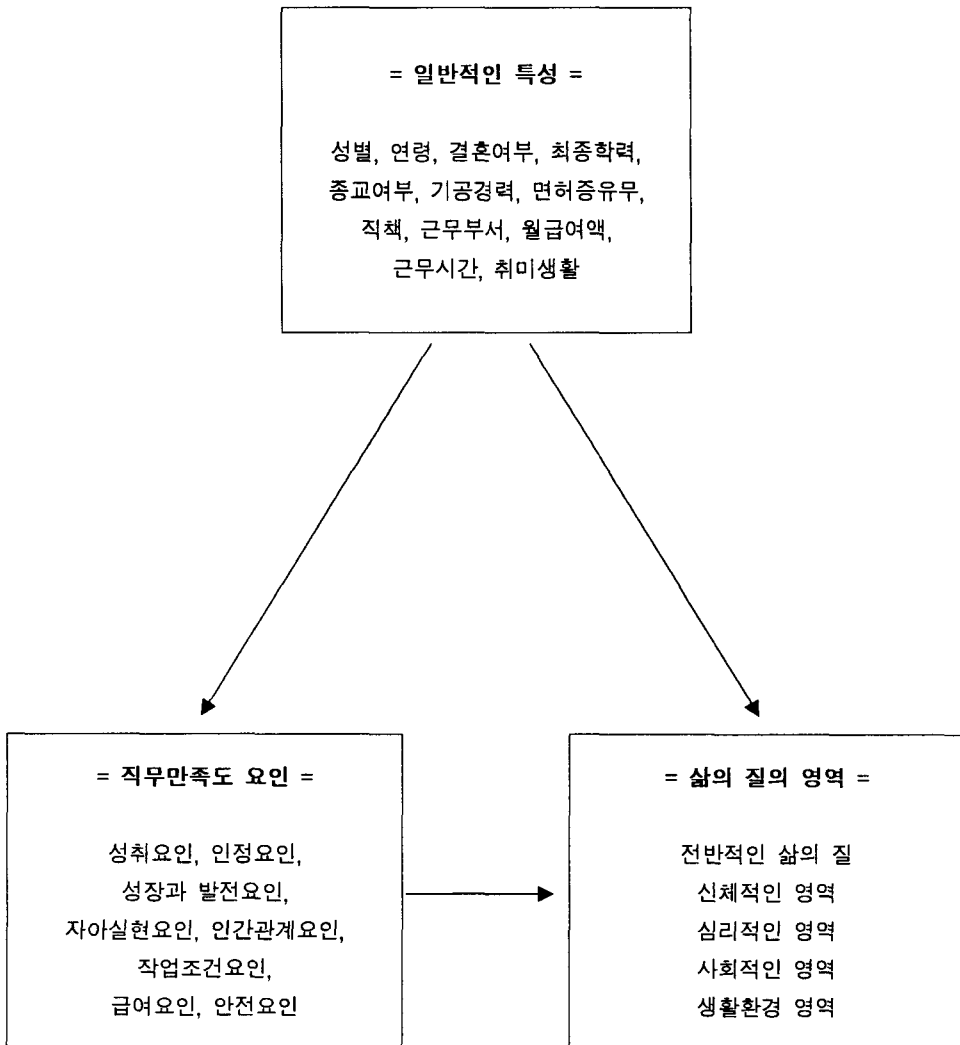 = 일반적인 특성 =
성별, 연령, 결혼여부, 최종학력,
종교여부, 기공경력, 면허증유무,
직책, 근무부서, 월급여액,
근무시간, 취미생활
= 직무만족도 요인 =
성취요인, 인정요인,
성장과 발전요인,
자아실현요인, 인간관계요인,
작업조건요인,
급여요인, 안전요인
= 삶의 질의 영역 =
전반적인 삶의 질
신체적인 영역
심리적인 영역
사회적인 영역
생활환경 영역